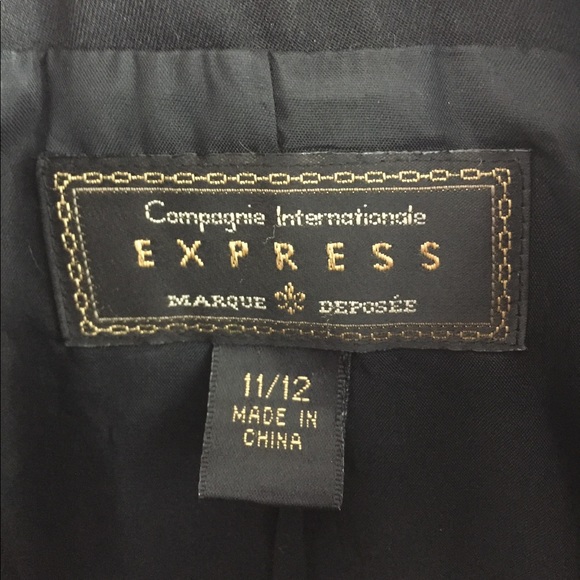 Compagnie Internationale
EXPRESS
MARQUE DEPOSÉE
11/12
MADE IN
CHINA